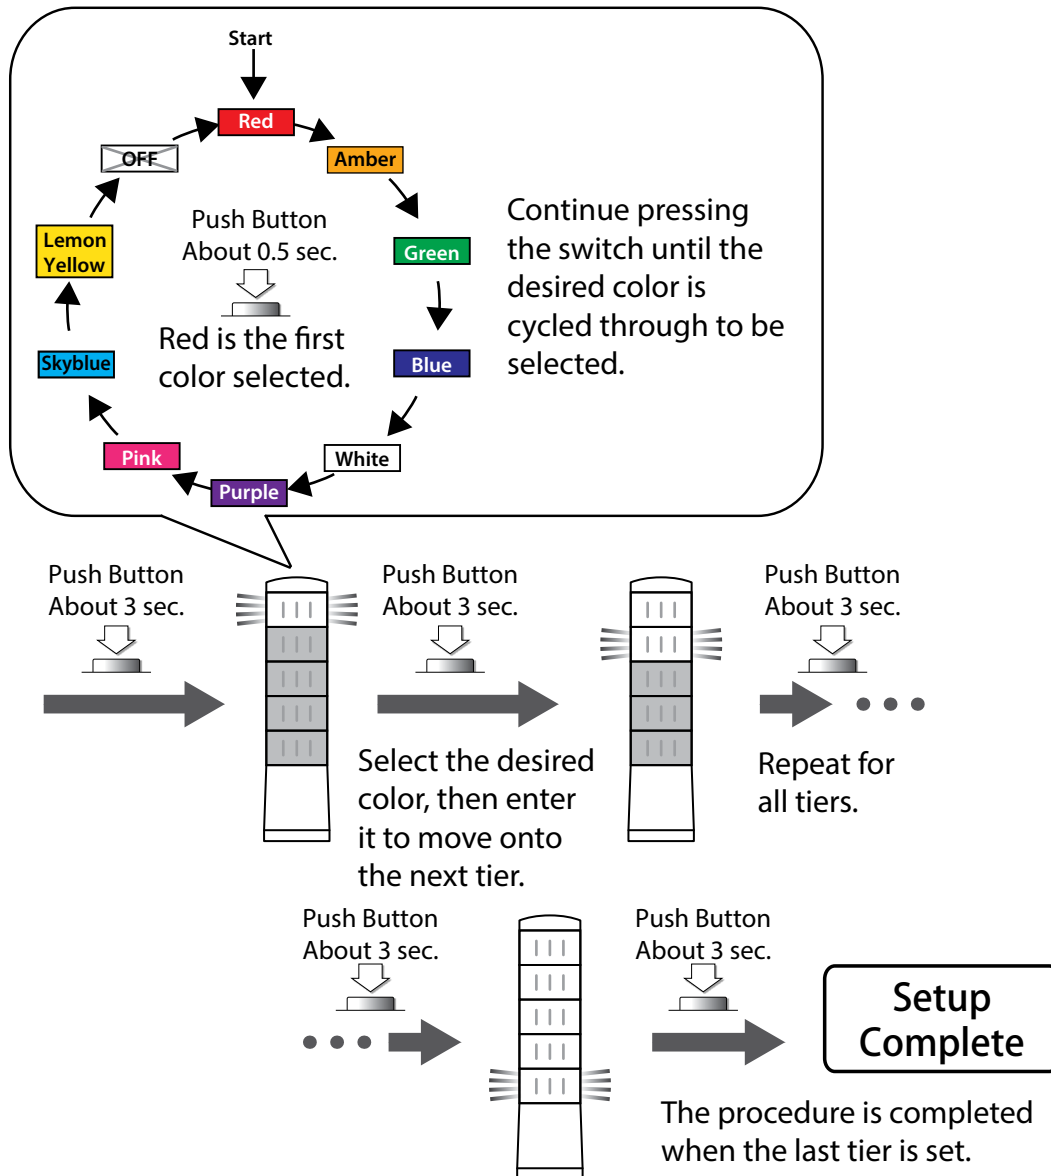 Start
Red
Amber
Green
Blue
White
Purple
Pink
Skyblue
Lemon
Yellow
OFF
Push Button
About 0.5 sec.
Red is the first
color selected.
Continue pressing
the switch until the
desired color is
cycled through to be
selected.
Push Button
About 3 sec.
Push Button
About 3 sec.
Push Button
About 3 sec.
Select the desired
color, then enter
it to move onto
the next tier.
Repeat for
all tiers.
Push Button
About 3 sec.
Push Button
About 3 sec.
Setup
Complete
The procedure is completed
when the last tier is set.